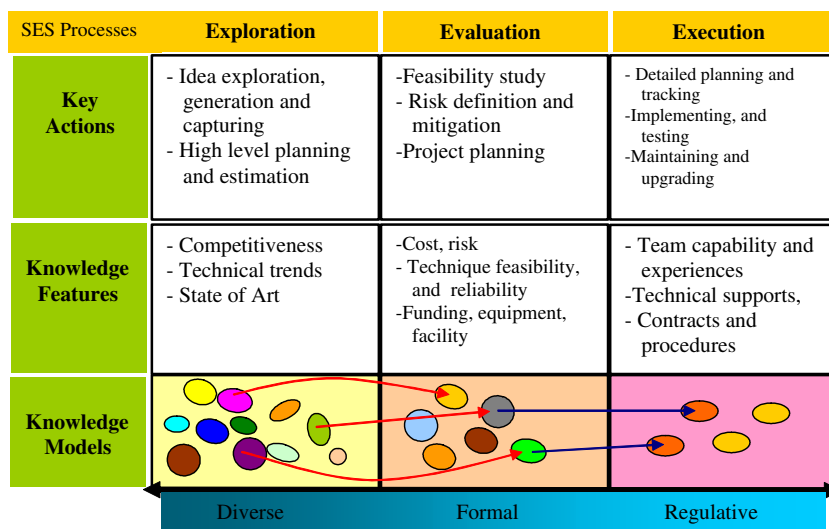 SES Processes
Exploration
Evaluation
Execution
Key
Actions
- Idea exploration,
generation and
capturing
- High level planning
and estimation
-Feasibility study
- Risk definition and
mitigation
-Project planning
- Detailed planning and
tracking
-Implementing, and
testing
-Maintaining and
upgrading
Knowledge
Features
- Competitiveness
- Technical trends
- State of Art
-Cost, risk
- Technique feasibility,
and reliability
-Funding, equipment,
facility
- Team capability and
experiences
-Technical supports,
- Contracts and
procedures
Knowledge
Models
Diverse
Formal
Regulative